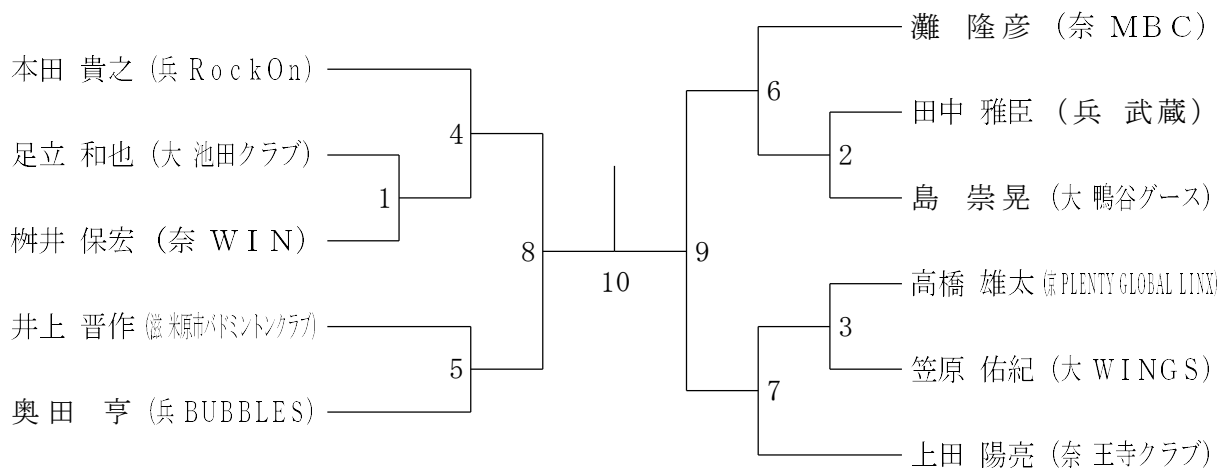 本田 貴之 (兵 RockOn)
足立 和也 (大 池田クラブ)
桝井 保宏 (奈 WIN)
井上 晋作 (滋 米原市バドミントンクラブ)
奥田 亨 (兵 BUBBLES)
1
4
5
8
10
9
6
2
3
7
灘 隆彦 (奈 MBC)
田中 雅臣 (兵 武蔵)
島 崇晃 (大 鴨谷グース)
高橋 雄太 (京 PLENTY GLOBAL LINX)
笠原 佑紀 (大 WINGS)
上田 陽亮 (奈 王寺クラブ)